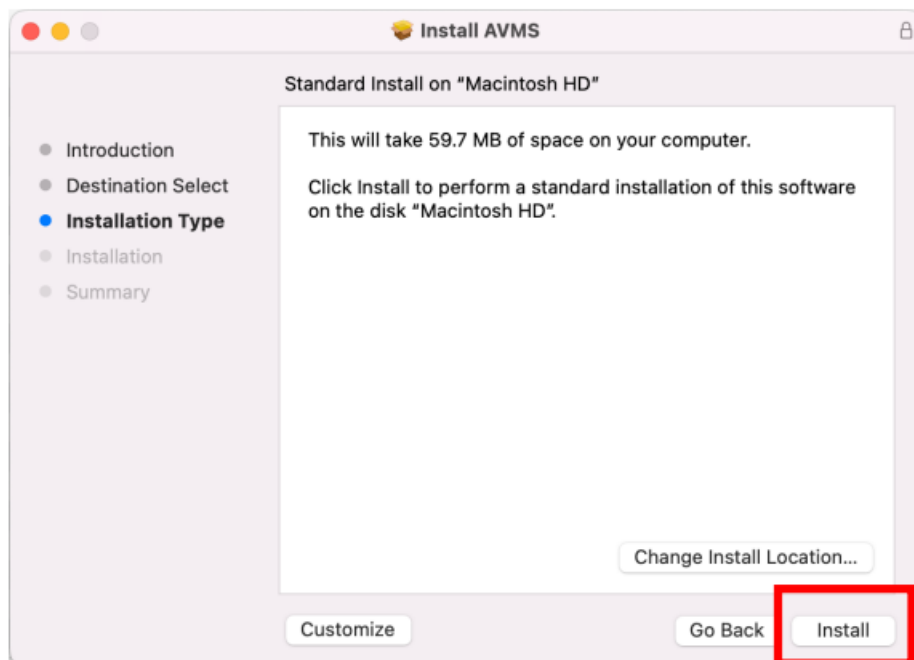 Install AVMS
Standard Install on “Macintosh HD”
Introduction
Destination Select
Installation Type
Installation
Summary
This will take 59.7 MB of space on your computer.
Click Install to perform a standard installation of this software
on the disk “Macintosh HD”.
Change Install Location...
Customize
Go Back
Install